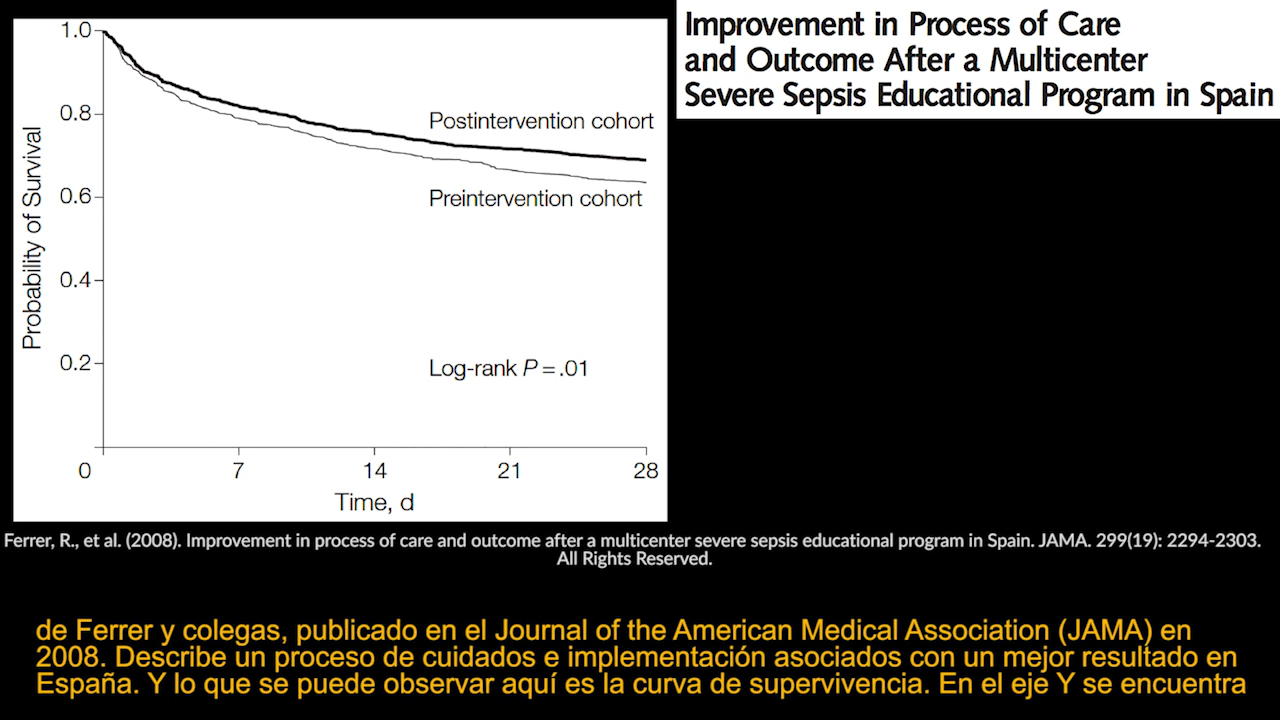 Improvement in Process of Care
and Outcome After a Multicenter
Severe Sepsis Educational Program in Spain
1.0
0.8
0.6
0.4
0.2
0
7
14
21
28
Probability of Survival
Time, d
Postintervention cohort
Preintervention cohort
Log-rank P = .01
Ferrer, R., et al. (2008). Improvement in process of care and outcome after a multicenter severe sepsis educational program in Spain. JAMA. 299(19): 2294-2303.
All Rights Reserved.
de Ferrer y colegas, publicado en el Journal of the American Medical Association (JAMA) en
2008. Describe un proceso de cuidados e implementación asociados con un mejor resultado en
España. Y lo que se puede observar aquí es la curva de supervivencia. En el eje Y se encuentra